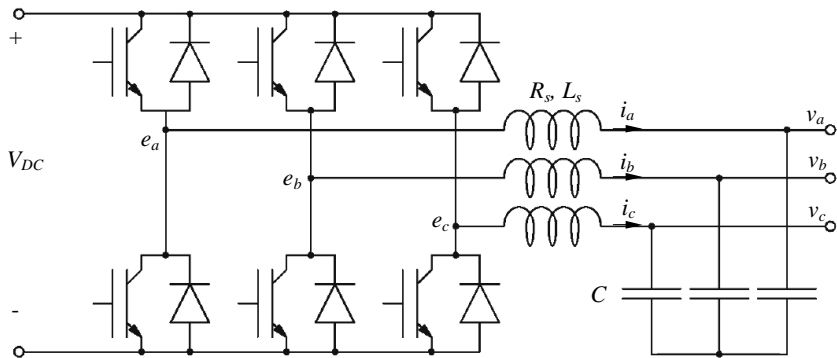 +
R_s, L_s
i_a
v_a
e_a
V_DC
i_b
v_b
e_b
i_c
v_c
e_c
C
-